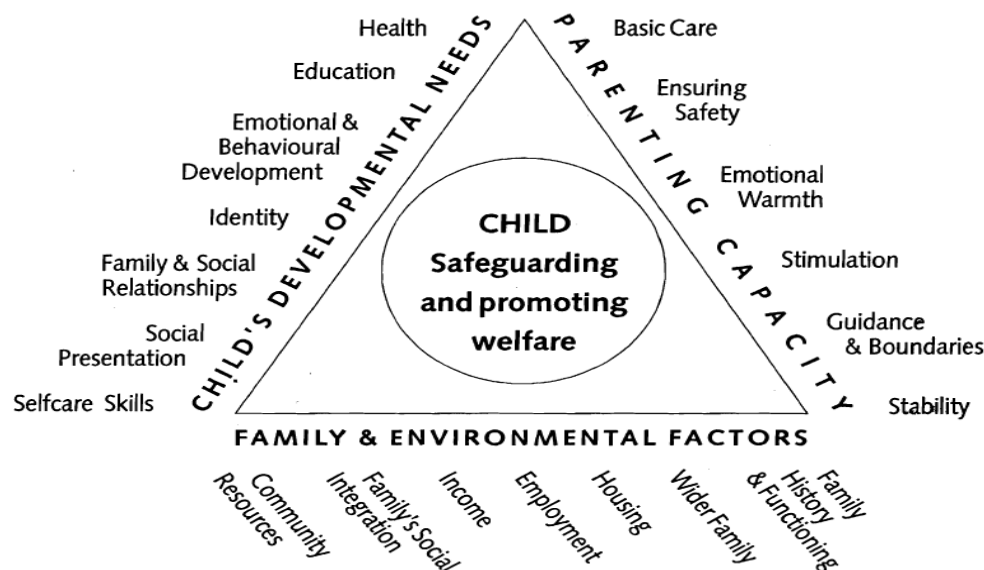 Health
Education
Emotional &
Behavioural
Development
Identity
Family & Social
Relationships
Social
Presentation
Selfcare Skills
CHILD'S DEVELOPMENTAL NEEDS
PARENTING CAPACITY
Basic Care
Ensuring
Safety
Emotional
Warmth
Stimulation
Guidance
& Boundaries
Stability
CHILD
Safeguarding
and promoting
welfare
FAMILY & ENVIRONMENTAL FACTORS
Community
Resources
Family's Social
Integration
Income
Employment
Housing
Wider Family
Family
History
& Functioning